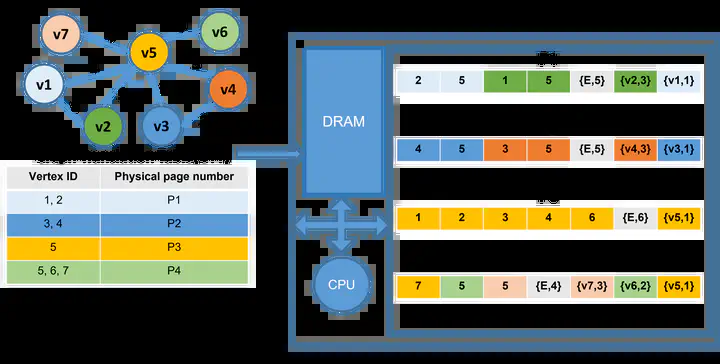 v7
v6
v5
v1
v4
v2
v3
Vertex ID Physical page number
1, 2 P1
3, 4 P2
5 P3
5, 6, 7 P4
DRAM
CPU
2 5 1 5 {E,5} {v2,3} {v1,1}
4 5 3 5 {E,5} {v4,3} {v3,1}
1 2 3 4 6 {E,6} {v5,1}
7 5 5 {E,4} {v7,3} {v6,2} {v5,1}